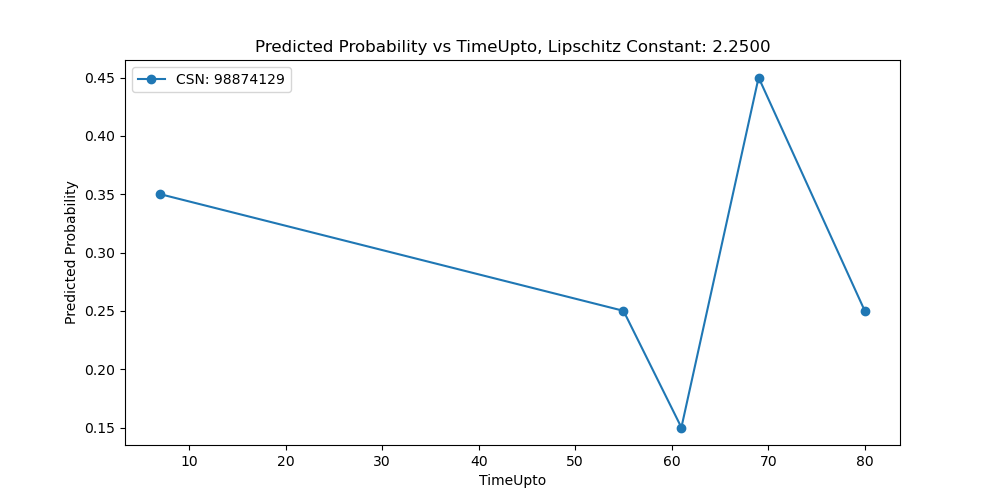 Predicted Probability vs TimeUpto, Lipschitz Constant: 2.2500
CSN: 98874129
0.45
0.40
0.35
0.30
0.25
0.20
0.15
Predicted Probability
10 20 30 40 50 60 70 80
TimeUpto